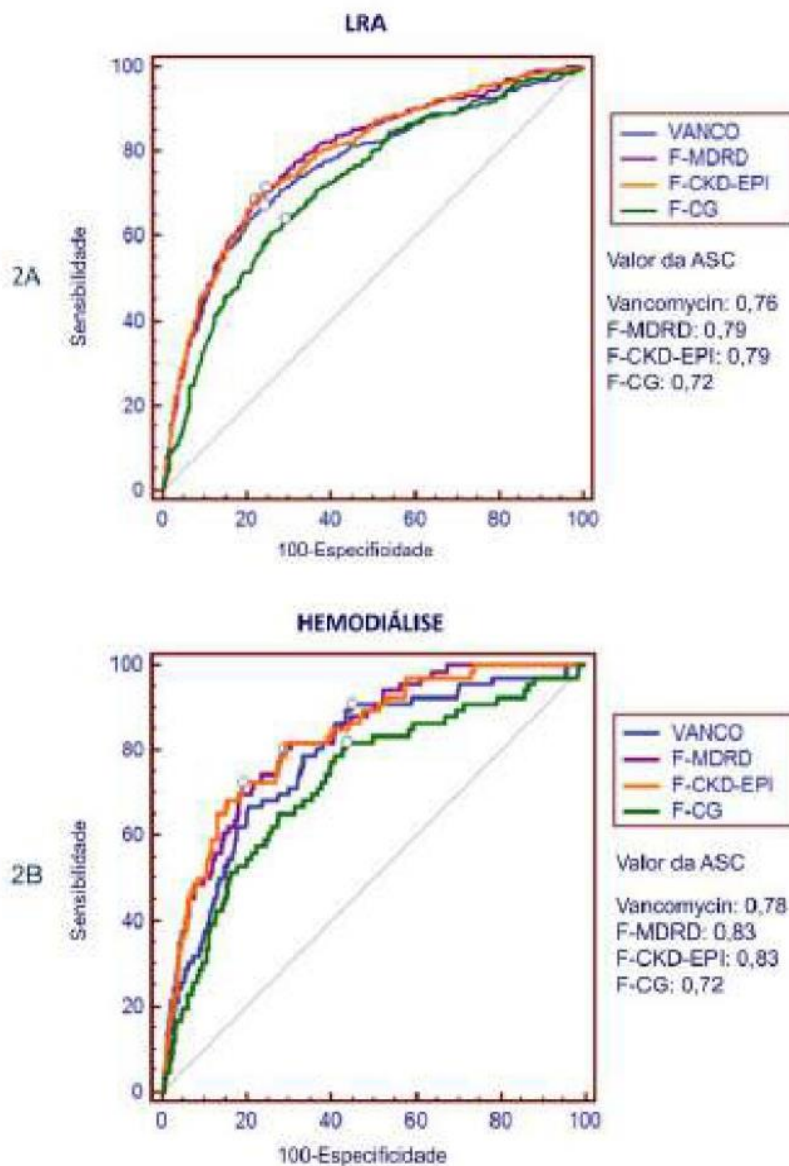 LRA
2A
Sensibilidade
100
80
60
40
20
0
0 20 40 60 80 100
100-Especificidade
VANCO
F-MDRD
F-CKD-EPI
F-CG
Valor da ASC
Vancomycin: 0,76
F-MDRD: 0,79
F-CKD-EPI: 0,79
F-CG: 0,72
HEMODIÁLISE
2B
Sensibilidade
100
80
60
40
20
0
0 20 40 60 80 100
100-Especificidade
VANCO
F-MDRD
F-CKD-EPI
F-CG
Valor da ASC
Vancomycin: 0,78
F-MDRD: 0,83
F-CKD-EPI: 0,83
F-CG: 0,72